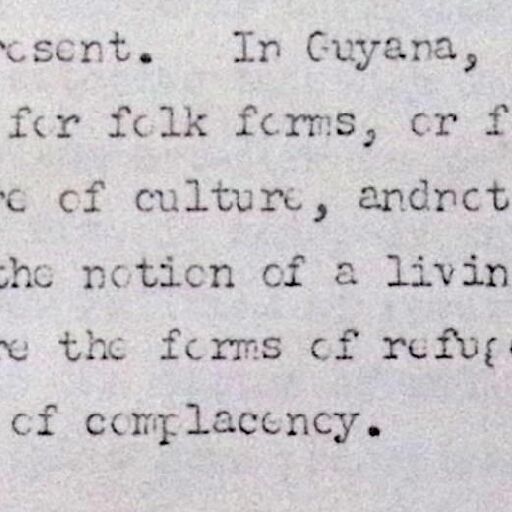 resent. In Guyana,
for folk forms, or f
re of culture, andnot
the notion of a livin
re the forms of refug
of complacency.